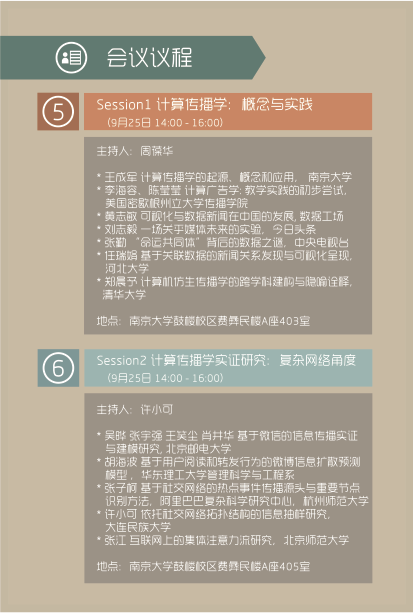 会议议程
5
Session1 计算传播学：概念与实践
（9月25日 14:00 - 16:00）
主持人：周葆华
* 王成军 计算传播学的起源、概念和应用， 南京大学
* 李海容、陈莹莹 计算广告学：教学实践的初步尝试，
美国密歇根州立大学传播学院
* 黄志敏 可视化与数据新闻在中国的发展, 数据工场
* 刘志毅 一场关乎媒体未来的实验，今日头条
* 张勤 “命运共同体”背后的数据之谜，中央电视台
* 任瑞娟 基于关联数据的新闻关系发现与可视化呈现，
河北大学
* 郑晨予 计算机仿生传播学的跨学科建构与隐喻诠释，
清华大学
地点：南京大学鼓楼校区费彝民楼A座403室
6
Session2 计算传播学实证研究：复杂网络角度
（9月25日 14:00 - 16:00）
主持人：许小可
* 吴晔 张宇强 王笑尘 肖井华 基于微信的信息传播实证
与建模研究, 北京邮电大学
* 胡海波 基于用户阅读和转发行为的微博信息扩散预测
模型 ，华东理工大学管理科学与工程系
* 张子柯 基于社交网络的热点事件传播源头与重要节点
识别方法，阿里巴巴复杂科学研究中心，杭州师范大学
* 许小可 依托社交网络拓扑结构的信息抽样研究，
大连民族大学
* 张江 互联网上的集体注意力流研究，北京师范大学
地点：南京大学鼓楼校区费彝民楼A座405室